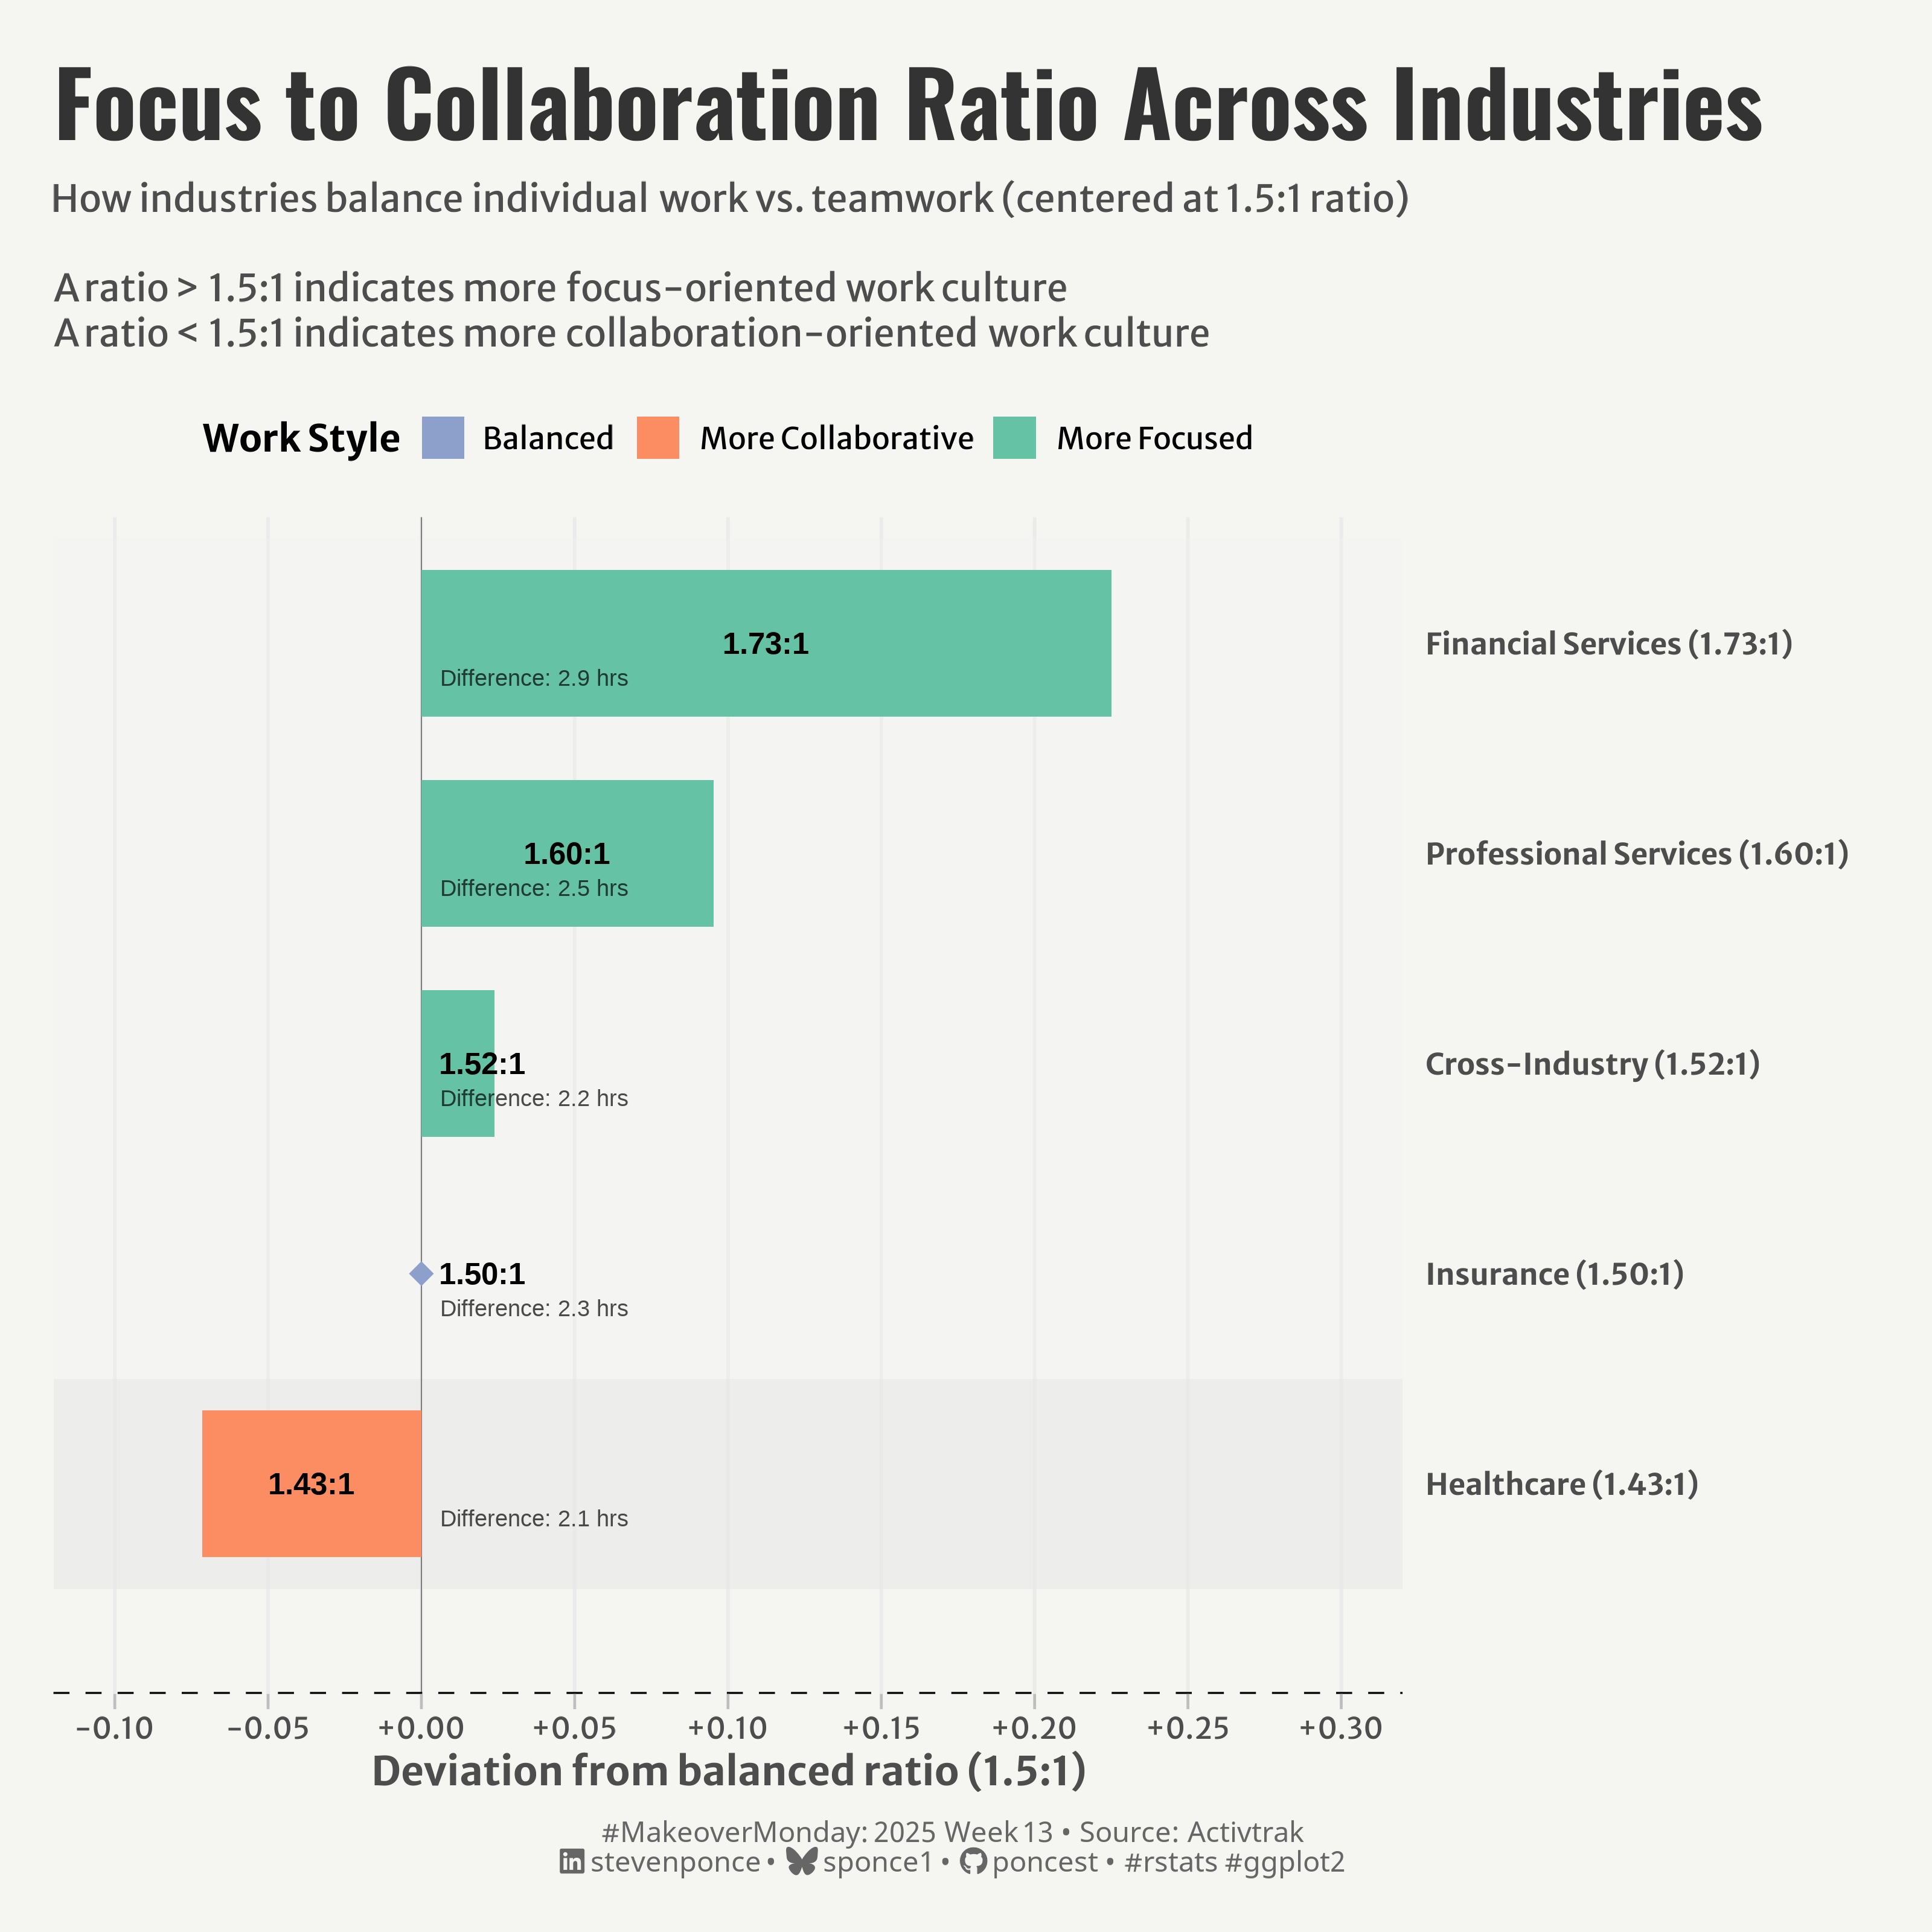 Focus to Collaboration Ratio Across Industries
How industries balance individual work vs. teamwork (centered at 1.5:1 ratio)
A ratio > 1.5:1 indicates more focus-oriented work culture
A ratio < 1.5:1 indicates more collaboration-oriented work culture
Work Style Balanced More Collaborative More Focused
1.73:1 Financial Services (1.73:1)
Difference: 2.9 hrs
1.60:1 Professional Services (1.60:1)
Difference: 2.5 hrs
1.52:1 Cross-Industry (1.52:1)
Difference: 2.2 hrs
1.50:1 Insurance (1.50:1)
Difference: 2.3 hrs
1.43:1 Healthcare (1.43:1)
Difference: 2.1 hrs
-0.10 -0.05 +0.00 +0.05 +0.10 +0.15 +0.20 +0.25 +0.30
Deviation from balanced ratio (1.5:1)
#MakeoverMonday: 2025 Week 13 • Source: Activtrak
in stevenponce • sponce1 • poncest • #rstats #ggplot2